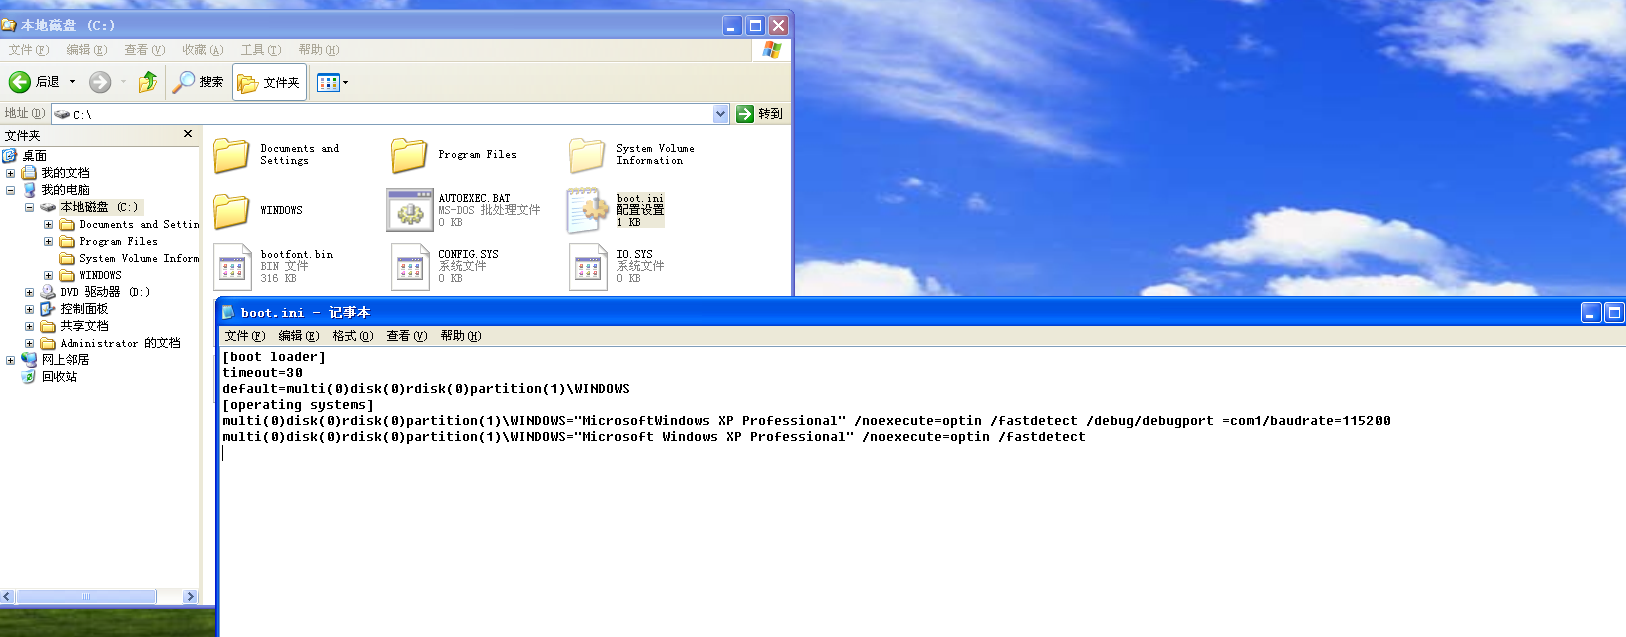 本地磁盘 (C:)
文件(F) 编辑(E) 查看(V) 收藏(A) 工具(T) 帮助(H)
后退 搜索 文件夹
地址(D) C:\ 转到
文件夹
桌面
我的文档
我的电脑
本地磁盘 (C:)
Documents and Settin
Program Files
System Volume Inform
WINDOWS
DVD 驱动器 (D:)
控制面板
共享文档
Administrator 的文档
网上邻居
回收站
Documents and
Settings
Program Files
System Volume
Information
WINDOWS
AUTOEXEC.BAT
MS-DOS 批处理文件
0 KB
boot.ini
配置设置
1 KB
bootfont.bin
BIN 文件
316 KB
CONFIG.SYS
系统文件
0 KB
IO.SYS
系统文件
0 KB
boot.ini - 记事本
文件(F) 编辑(E) 格式(O) 查看(V) 帮助(H)
[boot loader]
timeout=30
default=multi(0)disk(0)rdisk(0)partition(1)\WINDOWS
[operating systems]
multi(0)disk(0)rdisk(0)partition(1)\WINDOWS="MicrosoftWindows XP Professional" /noexecute=optin /fastdetect /debug/debugport =com1/baudrate=115200
multi(0)disk(0)rdisk(0)partition(1)\WINDOWS="Microsoft Windows XP Professional" /noexecute=optin /fastdetect